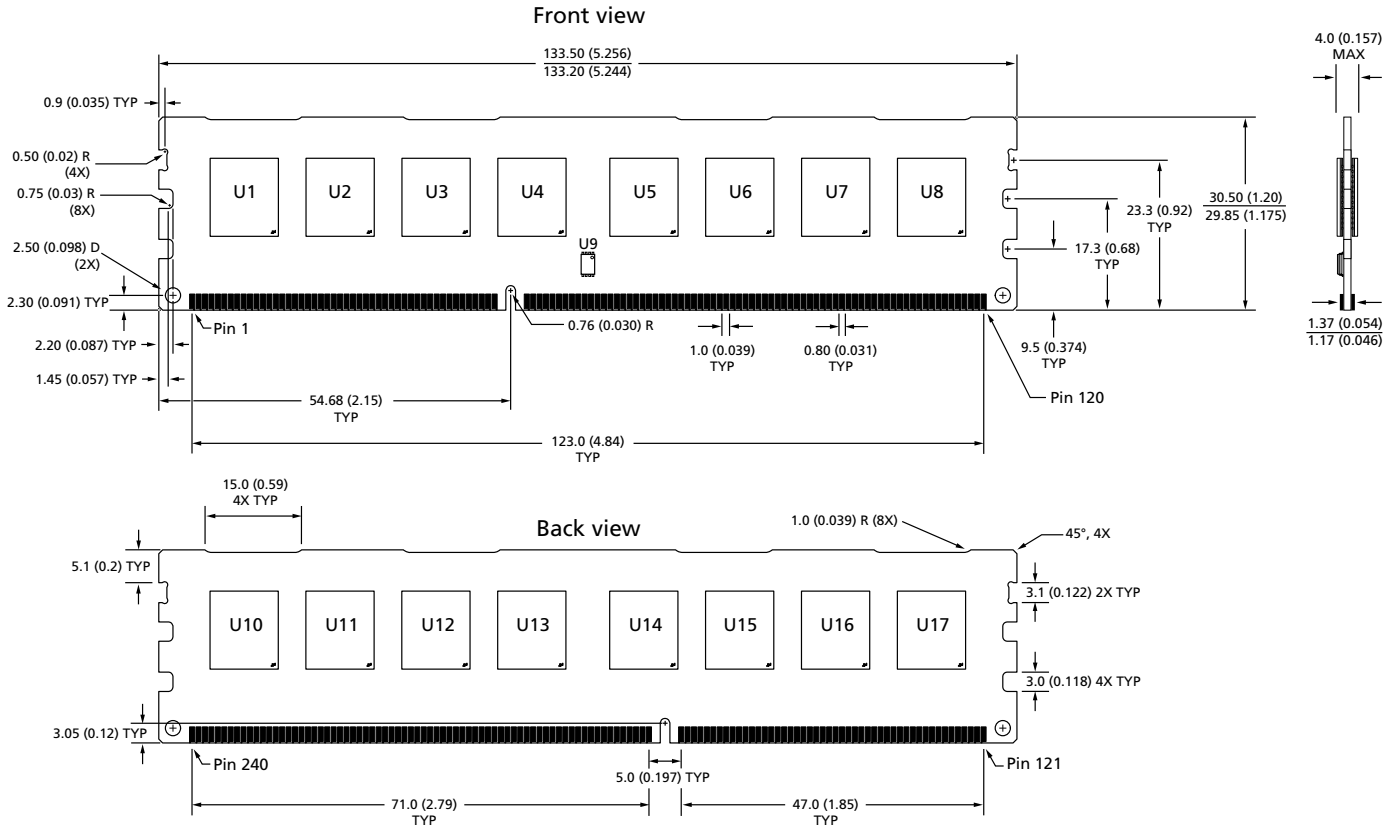 Front view
133.50 (5.256)
133.20 (5.244)
4.0 (0.157)
MAX
0.9 (0.035) TYP
0.50 (0.02) R
(4X)
0.75 (0.03) R
(8X)
2.50 (0.098) D
(2X)
2.30 (0.091) TYP
2.20 (0.087) TYP
1.45 (0.057) TYP
U1 U2 U3 U4 U5 U6 U7 U8
U9
23.3 (0.92)
TYP
17.3 (0.68)
TYP
30.50 (1.20)
29.85 (1.175)
Pin 1
0.76 (0.030) R
1.0 (0.039)
TYP
0.80 (0.031)
TYP
9.5 (0.374)
TYP
1.37 (0.054)
1.17 (0.046)
54.68 (2.15)
TYP
Pin 120
123.0 (4.84)
TYP
15.0 (0.59)
4X TYP
Back view
1.0 (0.039) R (8X)
45°, 4X
5.1 (0.2) TYP
3.1 (0.122) 2X TYP
U10 U11 U12 U13 U14 U15 U16 U17
3.0 (0.118) 4X TYP
3.05 (0.12) TYP
Pin 240
5.0 (0.197) TYP
Pin 121
71.0 (2.79)
TYP
47.0 (1.85)
TYP